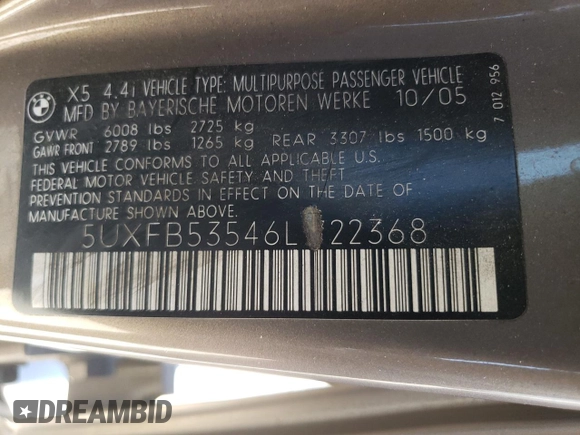 X5 4.4i VEHICLE TYPE: MULTIPURPOSE PASSENGER VEHICLE
MFD BY BAYERISCHE MOTOREN WERKE 10/05
GVWR 6008 lbs 2725 kg
GAWR FRONT 2789 lbs 1265 kg REAR 3307 lbs 1500 kg
THIS VEHICLE CONFORMS TO ALL APPLICABLE U.S.
FEDERAL MOTOR VEHICLE SAFETY AND THEFT
PREVENTION STANDARDS IN EFFECT ON THE DATE OF
MANUFACTURE SHOWN ABOVE.
5UXFB53546L 22368
7 012 956
DREAMBID